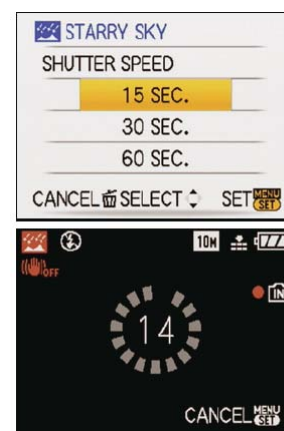 STARRY SKY
SHUTTER SPEED
15 SEC.
30 SEC.
60 SEC.
CANCEL SELECT SET MENU/SET
10M
OFF
IN
14
CANCEL MENU/SET